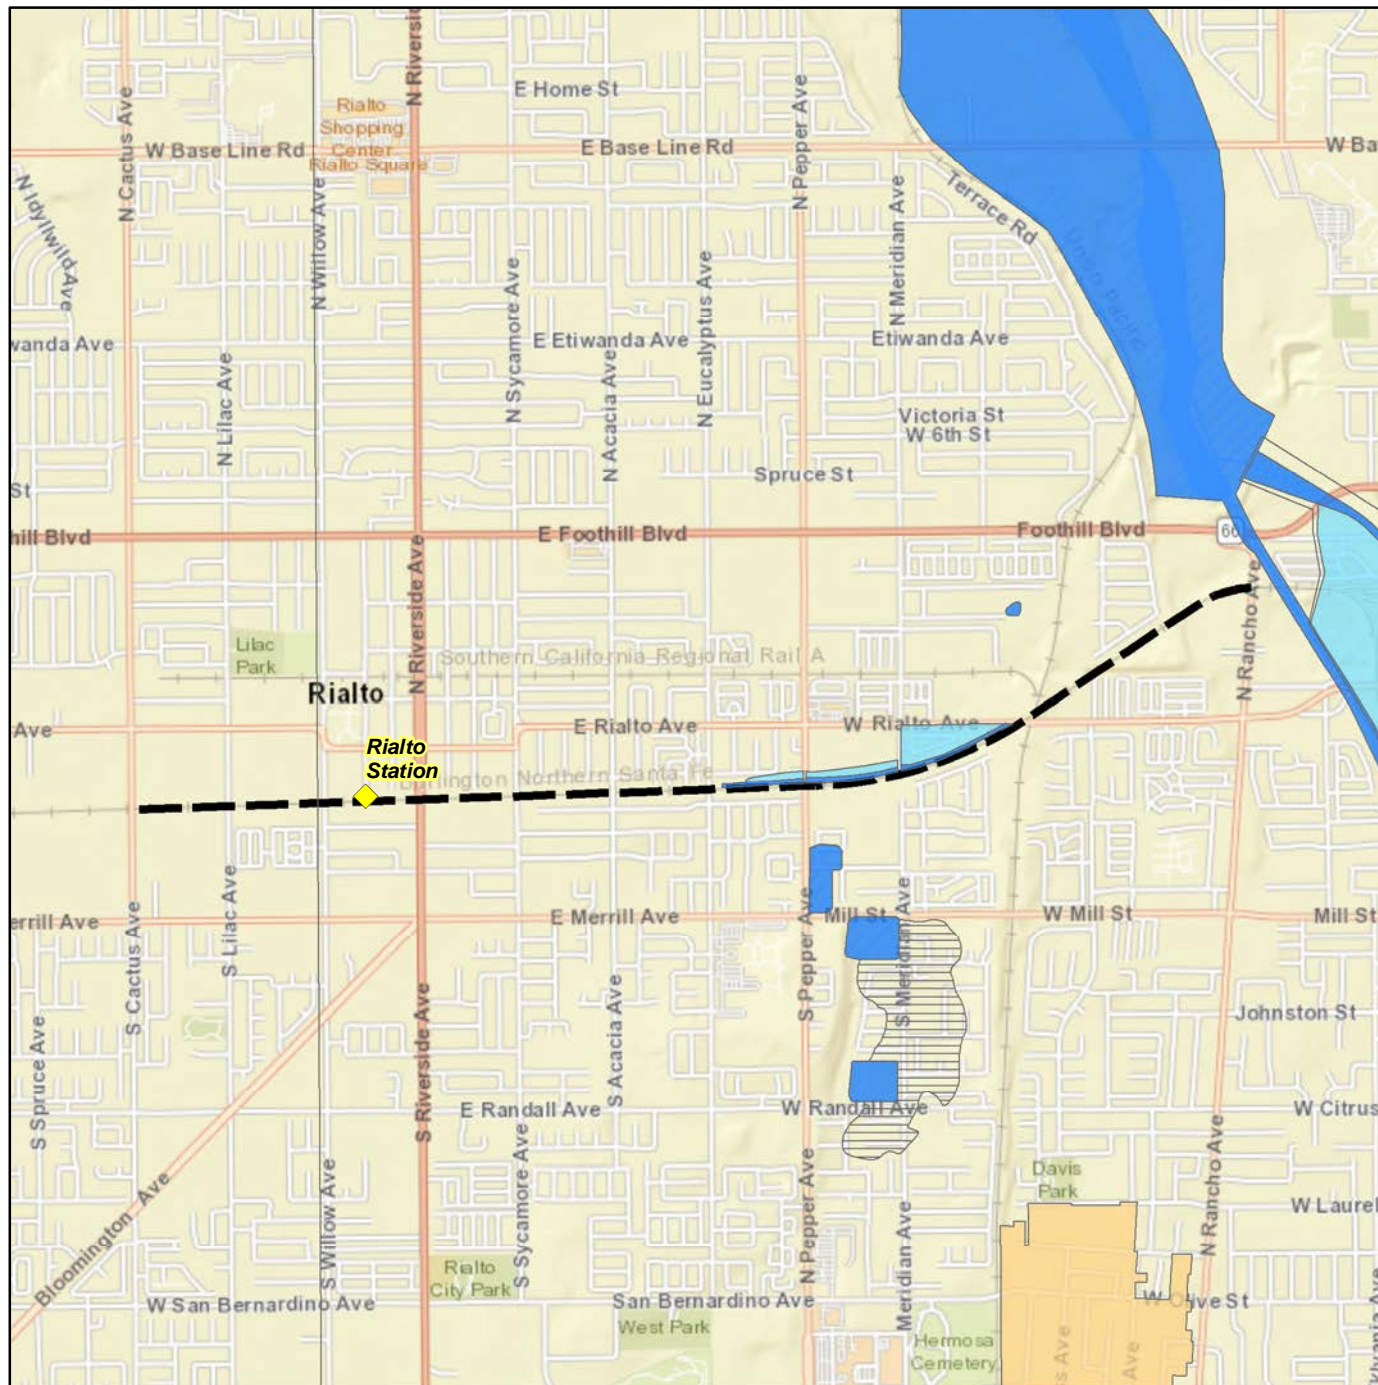 N Riversi
E Home St
N Cactus Ave
N Pepper Ave
Rialto
Shopping
Center
Rialto Square
W Base Line Rd
E Base Line Rd
W Ba
N Idyllwild Ave
N Willow Ave
N Meridian Ave
Terrace Rd
Union Pacific
N Sycamore Ave
N Eucalyptus Ave
wanda Ave
E Etiwanda Ave
Etiwanda Ave
N Lilac Ave
N Acacia Ave
Victoria St
W 6th St
Spruce St
St
hill Blvd
E Foothill Blvd
Foothill Blvd
66
N Riverside Ave
N Rancho Ave
Lilac
Park
Southern California Regional Rail A
Rialto
Ave
E Rialto Ave
W Rialto Ave
Rialto
Station
Burlington Northern Santa Fe
S Lilac Ave
S Cactus Ave
errill Ave
E Merrill Ave
S Pepper Ave
Mill St
S Meridian Ave
W Mill St
Mill St
S Spruce Ave
S Riverside Ave
S Acacia Ave
Johnston St
E Randall Ave
W Randall Ave
W Citrus
S Sycamore Ave
N Rancho Ave
Bloomington Ave
S Willow Ave
N Pepper Ave
Davis
Park
W Laurel
Meridian Ave
Rialto
City Park
W San Bernardino Ave
San Bernardino Ave
W Olive St
West Park
Hermosa
Cemetery
ss Ave
Ave
lvania Ave